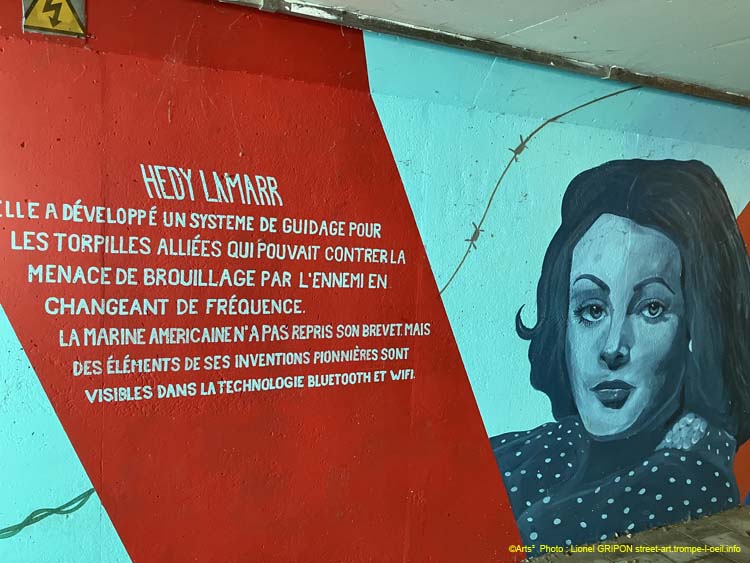 HEDY LAMARR
ELLE A DÉVELOPPÉ UN SYSTEME DE GUIDAGE POUR
LES TORPILLES ALLIÉES QUI POUVAIT CONTRER LA
MENACE DE BROUILLAGE PAR L'ENNEMI EN
CHANGEANT DE FRÉQUENCE.
LA MARINE AMERICAINE N'A PAS REPRIS SON BREVET. MAIS
DES ÉLÉMENTS DE SES INVENTIONS PIONNIÈRES SONT
VISIBLES DANS LA TECHNOLOGIE BLUETOOTH ET WIFI.
©Arts² Photo : Lionel GRIPON street-art.trompe-l-oeil.info